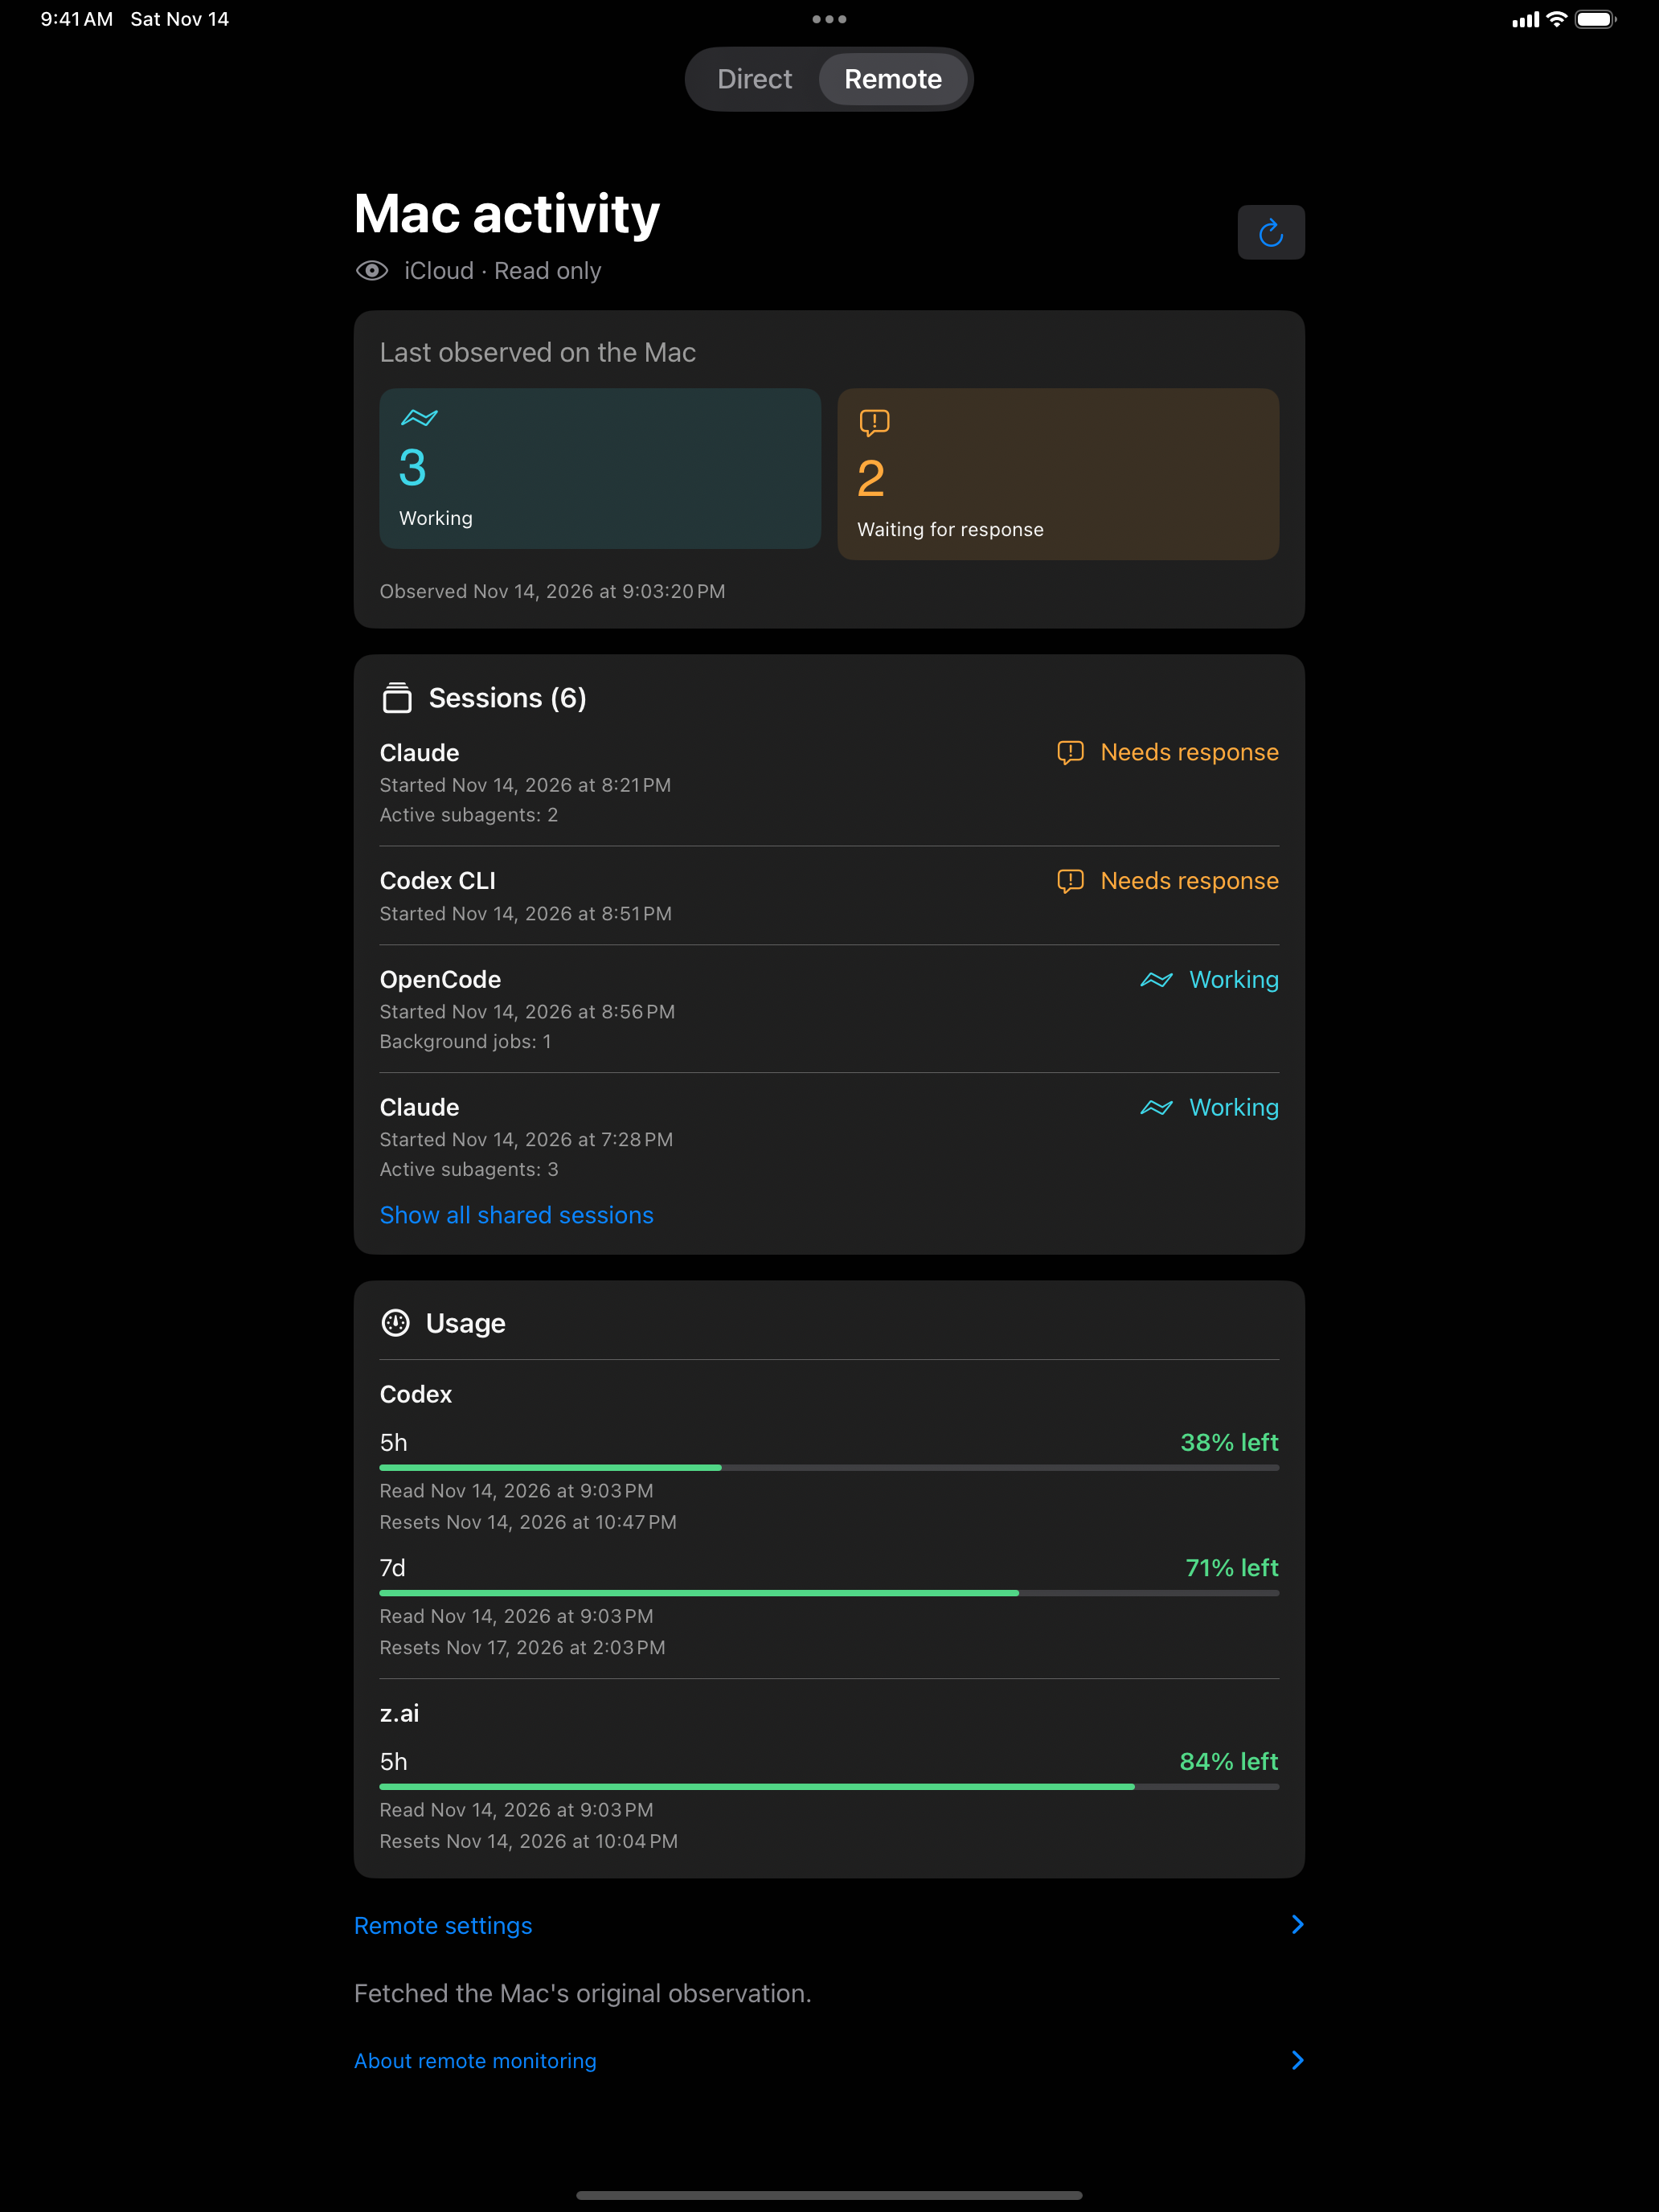 9:41 AM Sat Nov 14
Direct Remote
Mac activity
iCloud · Read only
Last observed on the Mac
3
Working
2
Waiting for response
Observed Nov 14, 2026 at 9:03:20 PM
Sessions (6)
Claude Needs response
Started Nov 14, 2026 at 8:21 PM
Active subagents: 2
Codex CLI Needs response
Started Nov 14, 2026 at 8:51 PM
OpenCode Working
Started Nov 14, 2026 at 8:56 PM
Background jobs: 1
Claude Working
Started Nov 14, 2026 at 7:28 PM
Active subagents: 3
Show all shared sessions
Usage
Codex
5h 38% left
Read Nov 14, 2026 at 9:03 PM
Resets Nov 14, 2026 at 10:47 PM
7d 71% left
Read Nov 14, 2026 at 9:03 PM
Resets Nov 17, 2026 at 2:03 PM
z.ai
5h 84% left
Read Nov 14, 2026 at 9:03 PM
Resets Nov 14, 2026 at 10:04 PM
Remote settings
Fetched the Mac's original observation.
About remote monitoring